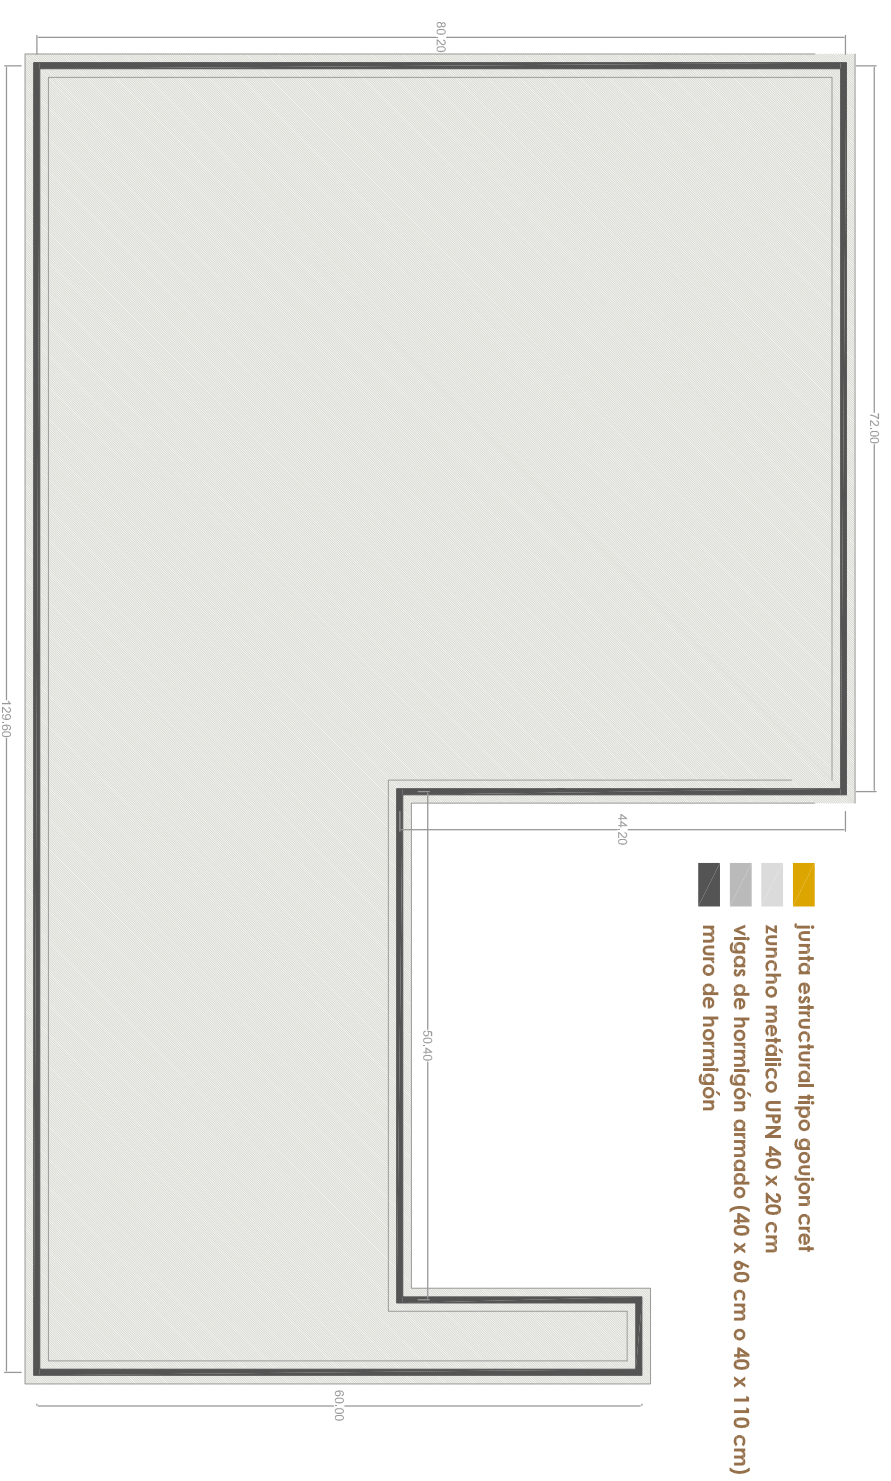 80.20
72.00
129.60
44.20
50.40
60.00
junta estructural tipo goujon cret
zuncho metálico UPN 40 x 20 cm
vigas de hormigón armado (40 x 60 cm o 40 x 110 cm)
muro de hormigón